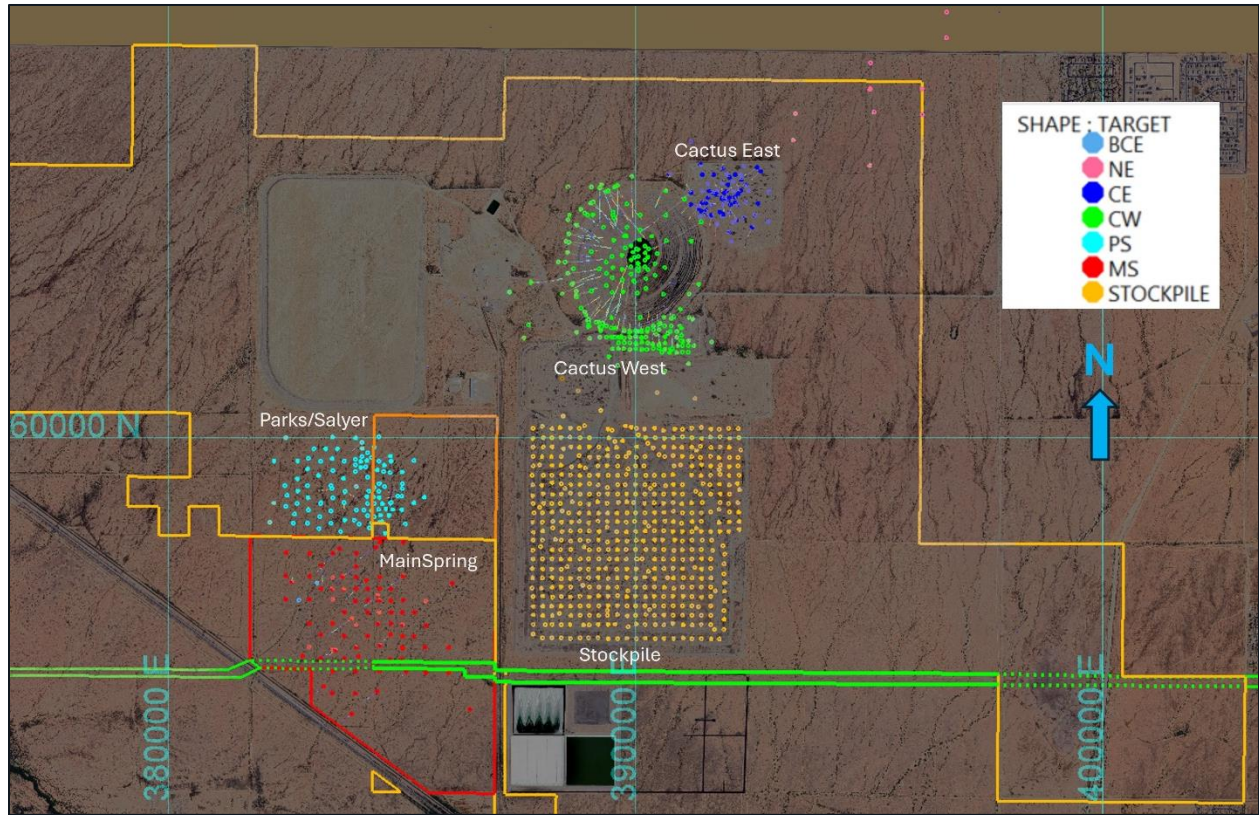 Cactus East
SHAPE : TARGET
BCE
NE
CE
CW
PS
MS
STOCKPILE
N
Cactus West
Parks/Salyer
60000 N
MainSpring
Stockpile
380000 E
390000 E
400000 E